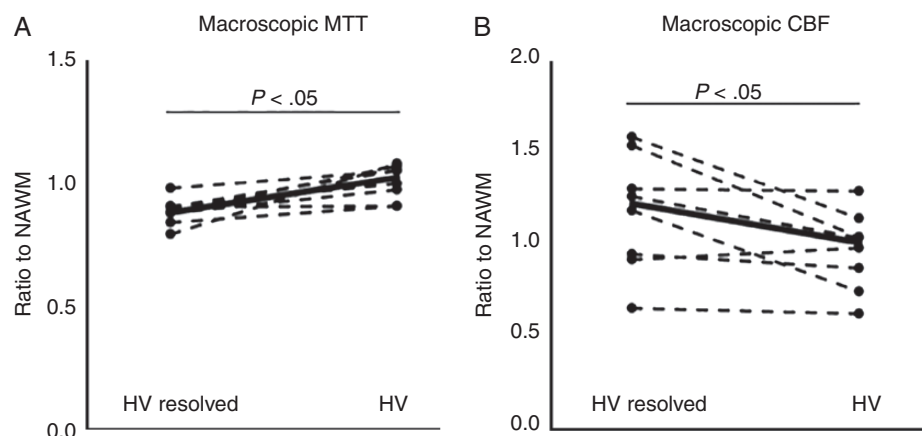 A
Macroscopic MTT
1.5
P < .05
1.0
Ratio to NAWM
0.5
HV resolved
HV
0.0
B
Macroscopic CBF
2.0
P < .05
1.5
1.0
Ratio to NAWM
0.5
HV resolved
HV
0.0